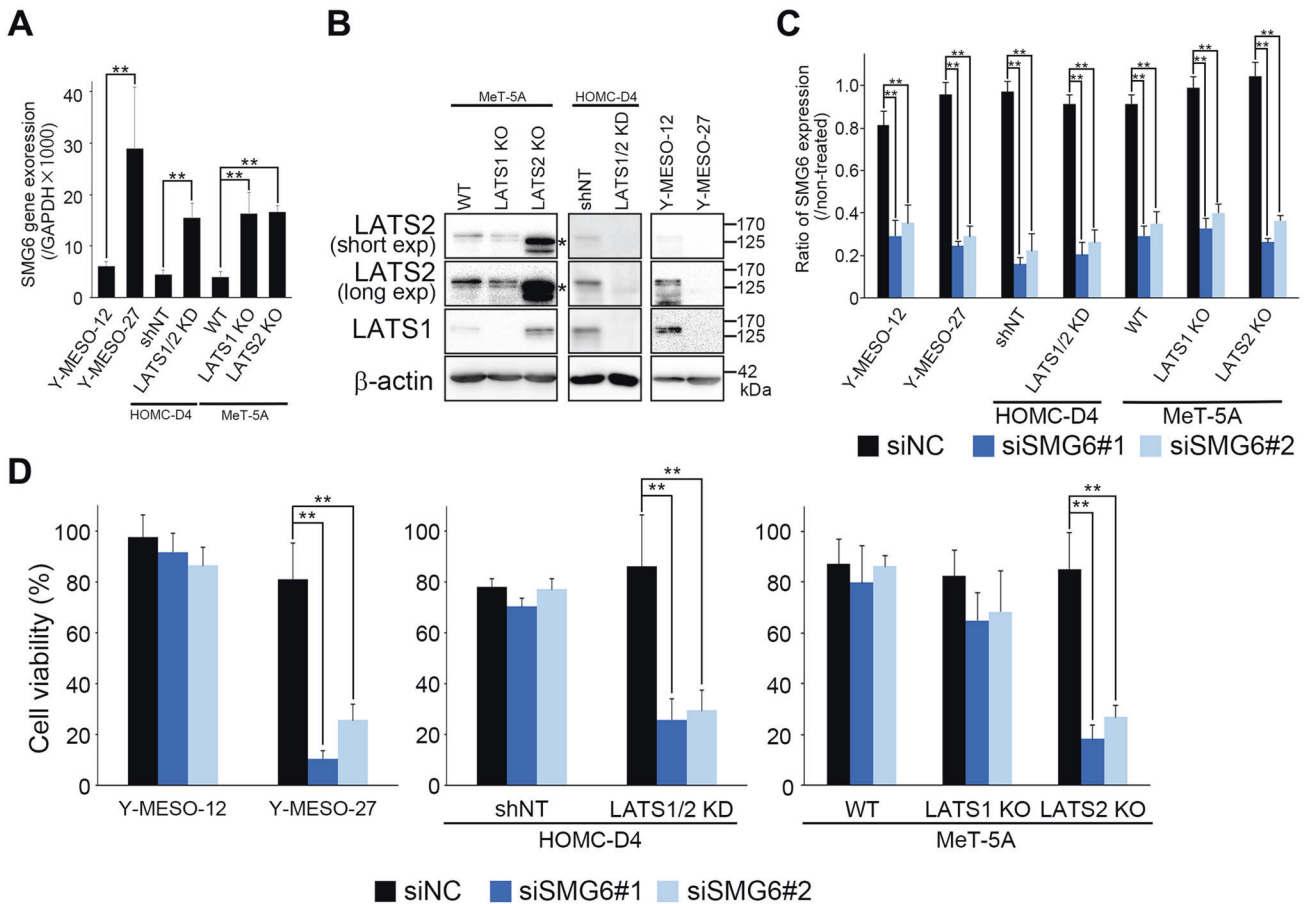 A
SMG6 gene exoression
(/GAPDH×1000)
40
30
20
10
0
**
**
**
**
Y-MESO-12
Y-MESO-27
shNT
LATS1/2 KD
WT
LATS1 KO
LATS2 KO
HOMC-D4
MeT-5A
B
MeT-5A
HOMC-D4
WT
LATS1 KO
LATS2 KO
shNT
LATS1/2 KD
Y-MESO-12
Y-MESO-27
LATS2
(short exp)
*
170
125
LATS2
(long exp)
*
170
125
LATS1
170
125
β-actin
42
kDa
C
Ratio of SMG6 expression
(/non-treated)
1.0
0.8
0.6
0.4
0.2
0
**
**
**
**
**
**
**
**
**
**
**
**
**
**
Y-MESO-12
Y-MESO-27
shNT
LATS1/2 KD
WT
LATS1 KO
LATS2 KO
HOMC-D4
MeT-5A
siNC
siSMG6#1
siSMG6#2
D
Cell viability (%)
100
80
60
40
20
0
**
**
Y-MESO-12
Y-MESO-27
100
80
60
40
20
0
**
**
shNT
LATS1/2 KD
HOMC-D4
100
80
60
40
20
0
**
**
WT
LATS1 KO
LATS2 KO
MeT-5A
siNC
siSMG6#1
siSMG6#2